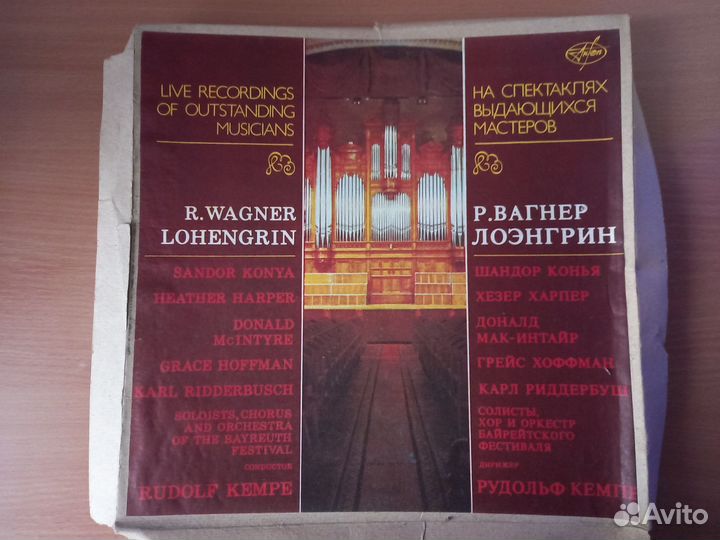 LIVE RECORDINGS
OF OUTSTANDING
MUSICIANS
R. WAGNER
LOHENGRIN
SANDOR KONYA
HEATHER HARPER
DONALD
McINTYRE
GRACE HOFFMAN
KARL RIDDERBUSCH
SOLOISTS, CHORUS
AND ORCHESTRA
OF THE BAYREUTH
FESTIVAL
CONDUCTOR
RUDOLF KEMPE
Arfon
НА СПЕКТАКЛЯХ
ВЫДАЮЩИХСЯ
МАСТЕРОВ
Р. ВАГНЕР
ЛОЭНГРИН
ШАНДОР КОНЬЯ
ХЕЗЕР ХАРПЕР
ДОНАЛД
МАК-ИНТАЙР
ГРЕЙС ХОФФМАН
КАРЛ РИДДЕРБУШ
СОЛИСТЫ,
ХОР И ОРКЕСТР
БАЙРЕЙТСКОГО
ФЕСТИВАЛЯ
ДИРИЖЕР
РУДОЛЬФ КЕМПЕ
Avito